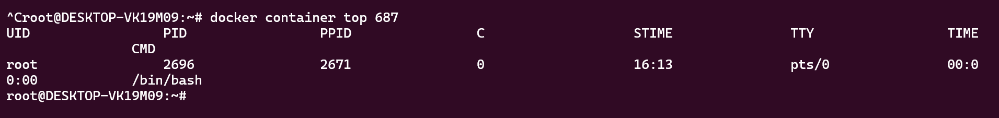 ^Croot@DESKTOP-VK19M09:~# docker container top 687
UID                 PID                 PPID                C                   STIME               TTY                 TIME
                CMD
root                2696                2671                0                   16:13               pts/0               00:0
0:00            /bin/bash
root@DESKTOP-VK19M09:~#